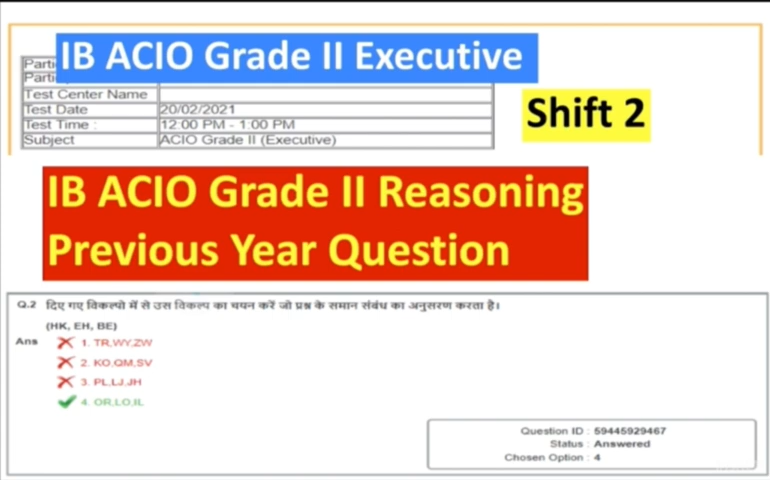 IB ACIO Grade II Executive
Parti
Parti
Test Center Name
Test Date 20/02/2021
Test Time : 12:00 PM - 1:00 PM
Subject ACIO Grade II (Executive)
Shift 2
IB ACIO Grade II Reasoning
Previous Year Question
Q.2 दिए गए विकल्पो में से उस विकल्प का चयन करें जो प्रश्न के समान संबंध का अनुसरण करता है।
(HK, EH, BE)
Ans 1. TR,WY,ZW
2. KO,QM,SV
3. PL,LJ,JH
4. OR,LO,IL
Question ID : 59445929467
Status : Answered
Chosen Option : 4